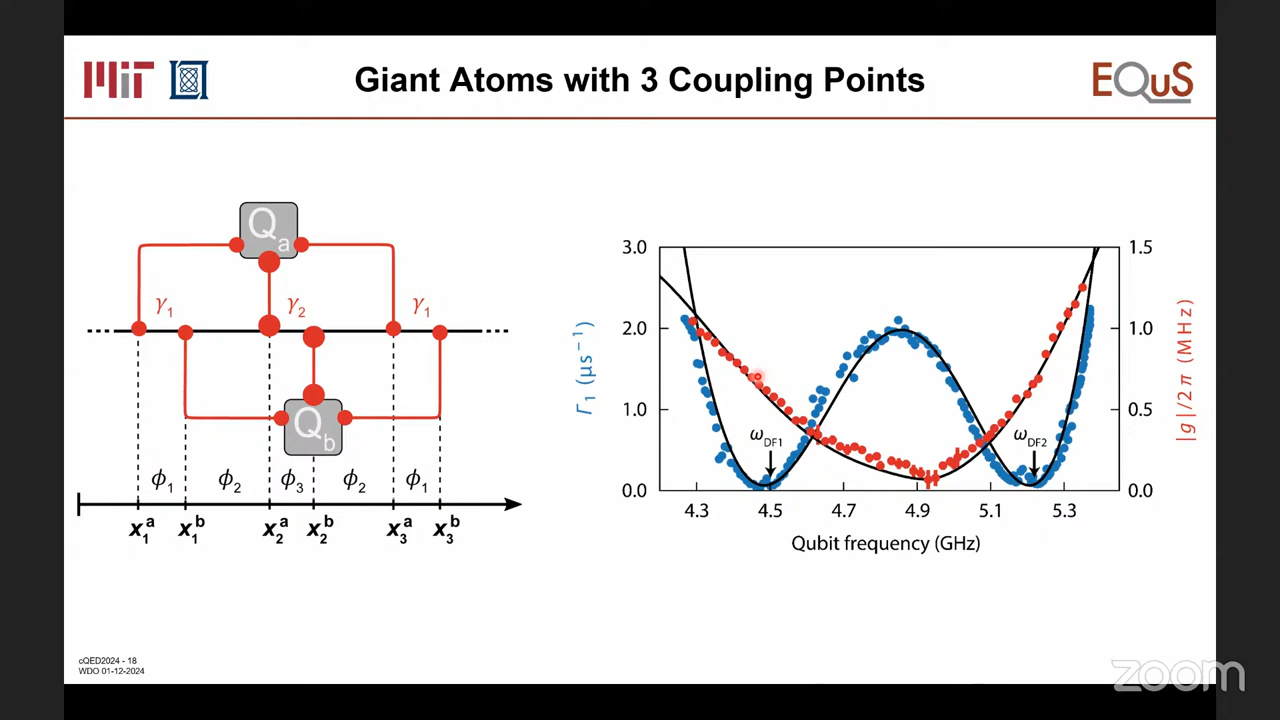 MIT
Giant Atoms with 3 Coupling Points
EQuS
Qa
γ1 γ2 γ1
Qb
ϕ1 ϕ2 ϕ3 ϕ2 ϕ1
x1a x1b x2a x2b x3a x3b
3.0 1.5
2.0 1.0
1.0 0.5
0.0 0.0
Γ1 (μs−1)
|g|/2π (MHz)
ωDF1 ωDF2
4.3 4.5 4.7 4.9 5.1 5.3
Qubit frequency (GHz)
cQED2024 - 18
WDO 01-12-2024
zoom